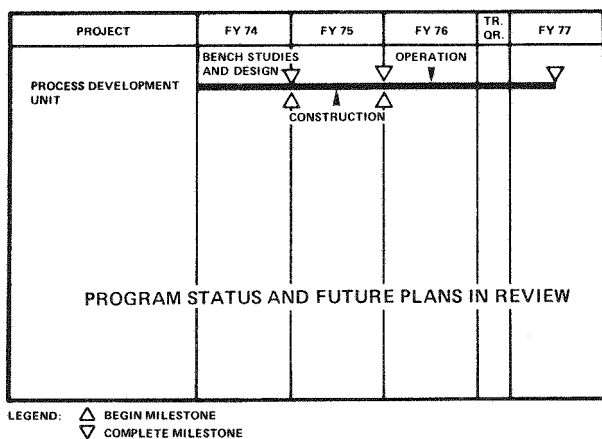 PROJECT FY 74 FY 75 FY 76 TR. QR. FY 77
BENCH STUDIES
AND DESIGN
OPERATION
PROCESS DEVELOPMENT
UNIT
CONSTRUCTION
PROGRAM STATUS AND FUTURE PLANS IN REVIEW
LEGEND: △ BEGIN MILESTONE
▽ COMPLETE MILESTONE